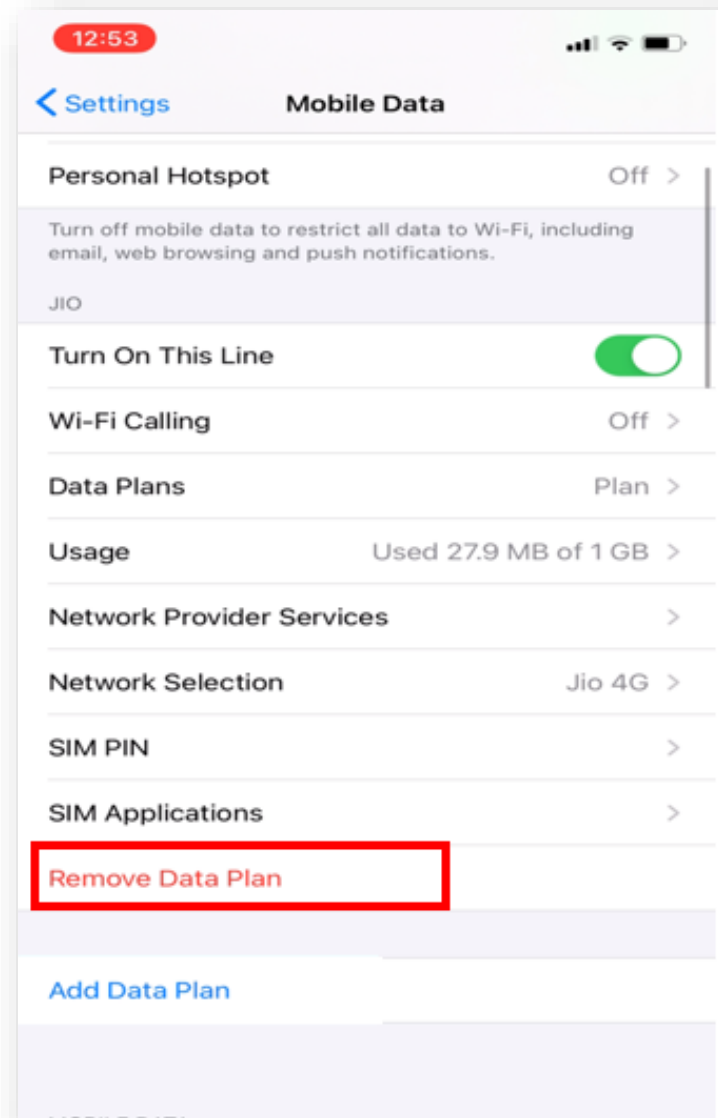 12:53
Settings Mobile Data
Personal Hotspot Off >
Turn off mobile data to restrict all data to Wi-Fi, including
email, web browsing and push notifications.
JIO
Turn On This Line
Wi-Fi Calling Off >
Data Plans Plan >
Usage Used 27.9 MB of 1 GB >
Network Provider Services >
Network Selection Jio 4G >
SIM PIN >
SIM Applications >
Remove Data Plan
Add Data Plan